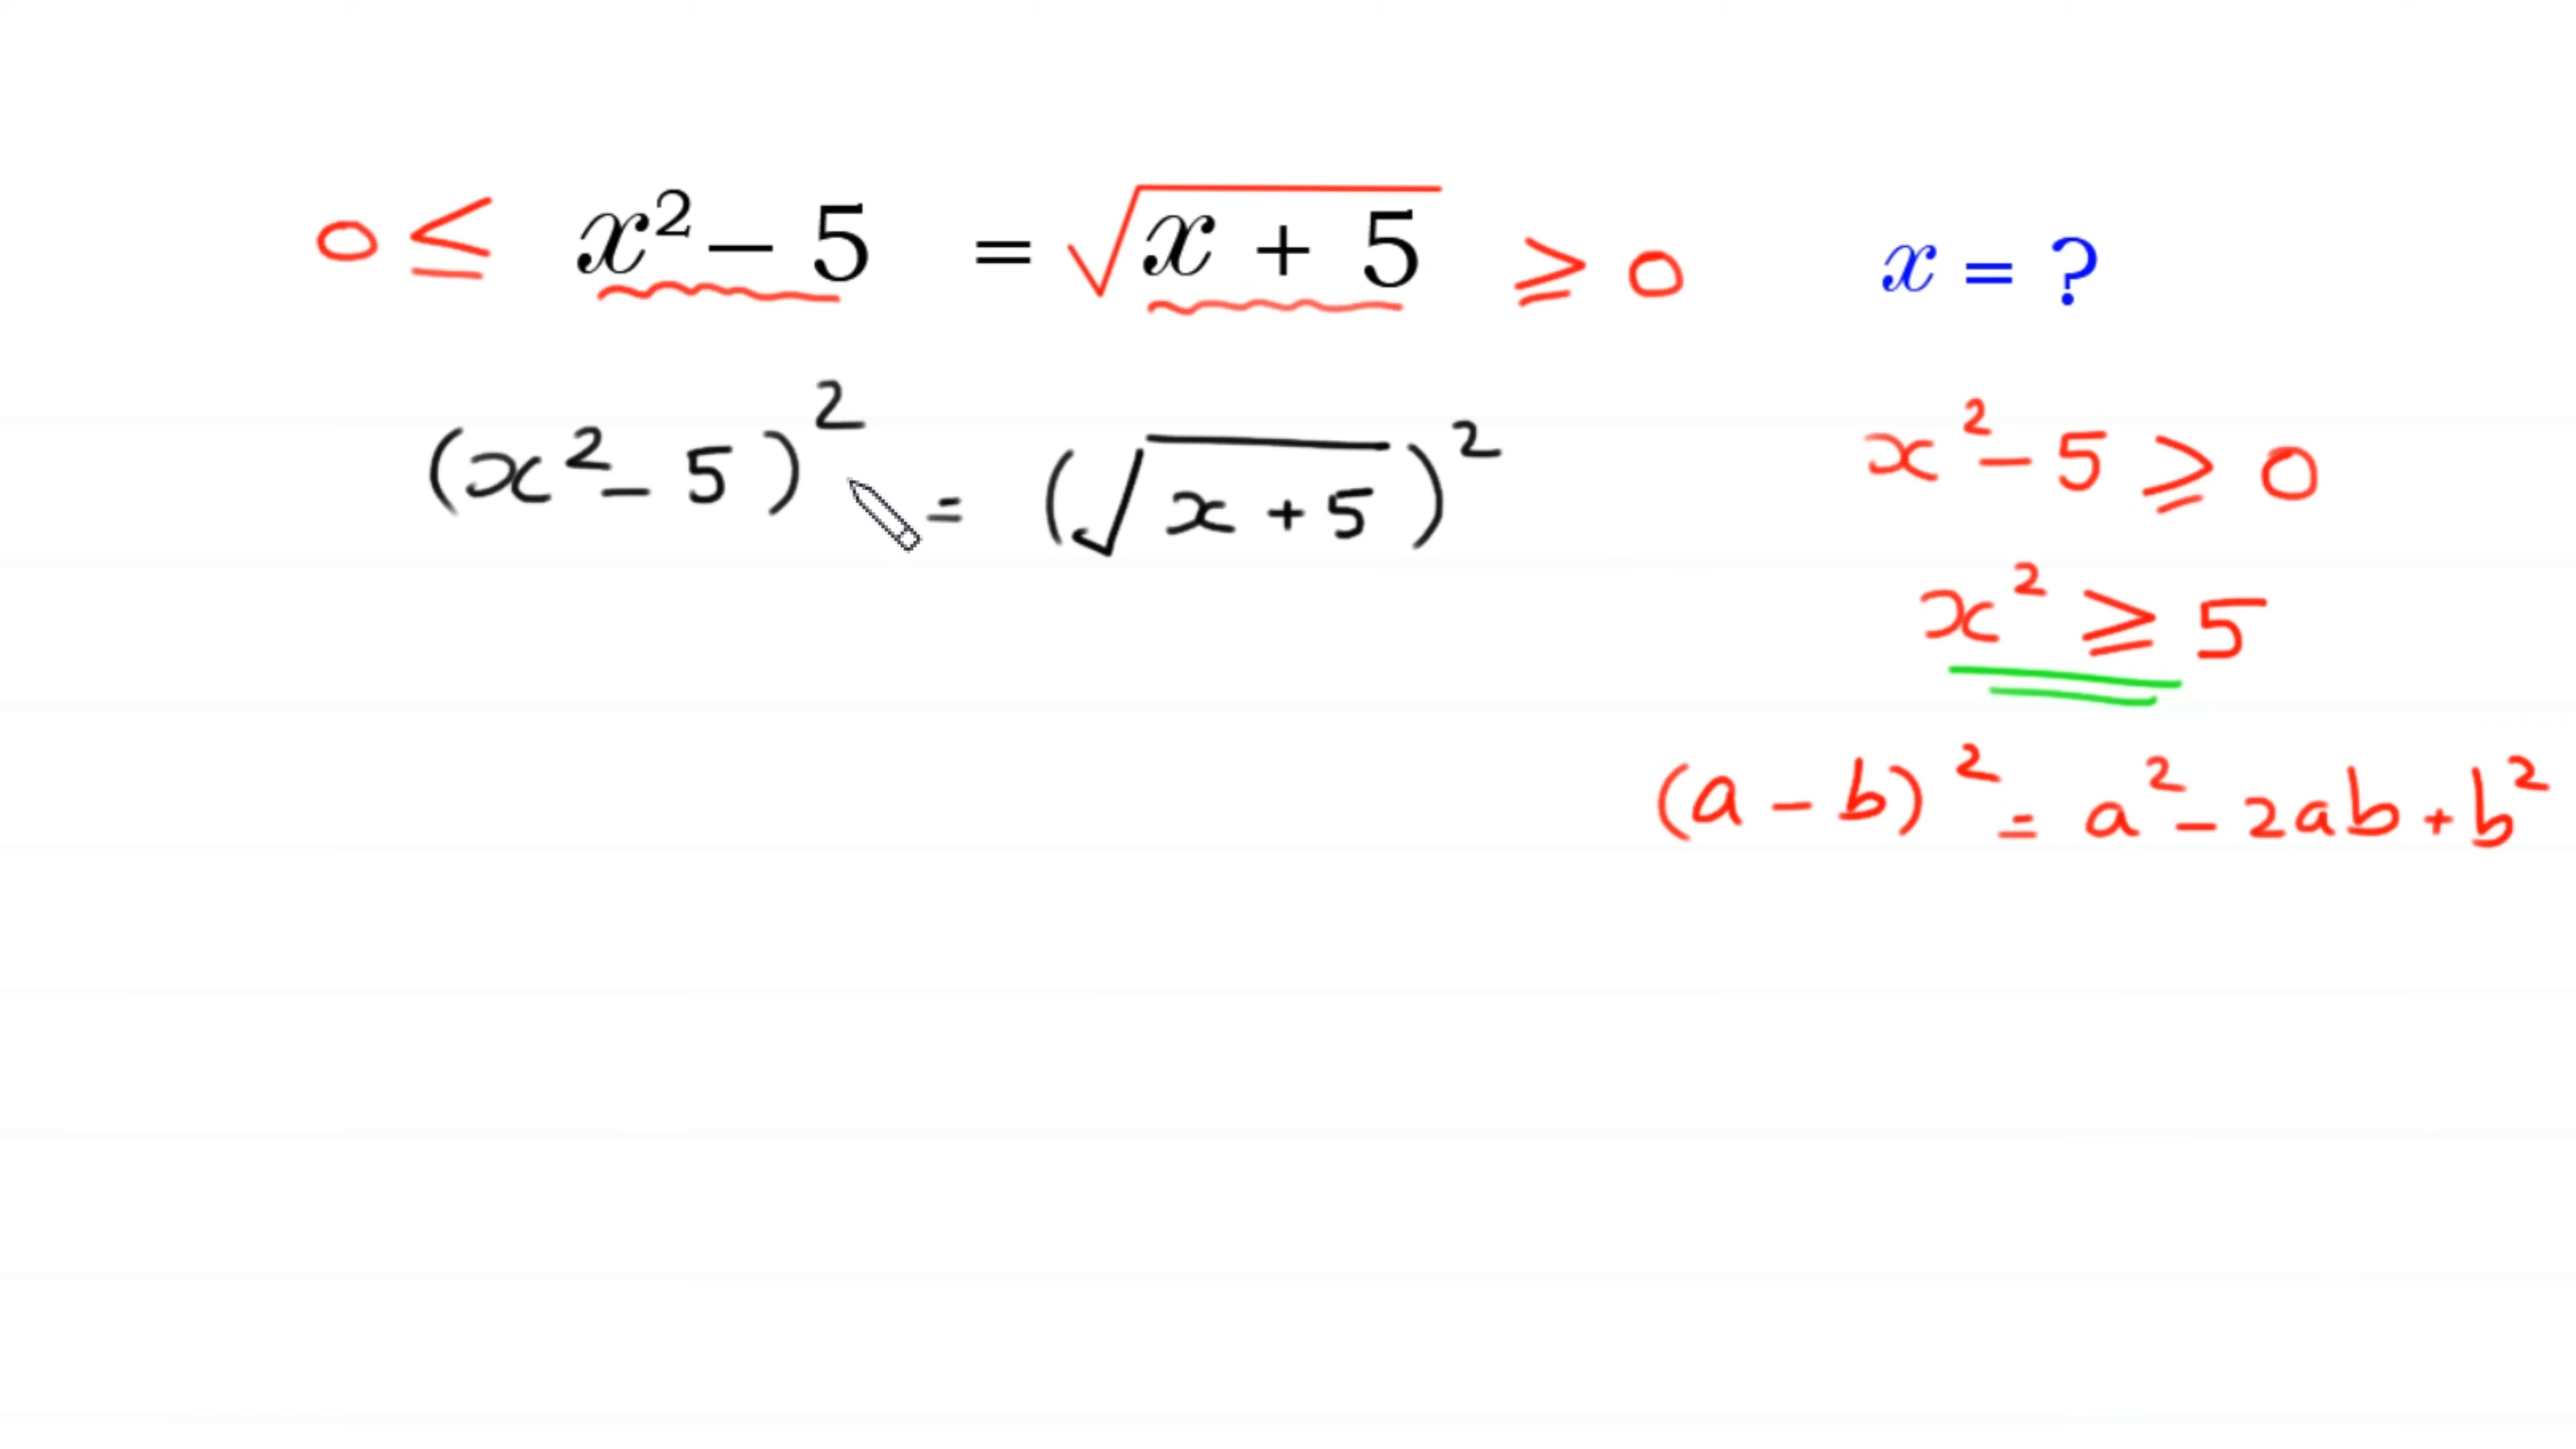 0 ≤ x² – 5 = √x + 5 ≥ 0 x = ?
(x² – 5)² = (√x + 5)²
x² – 5 ≥ 0
x² ≥ 5
(a – b)² = a² – 2ab + b²